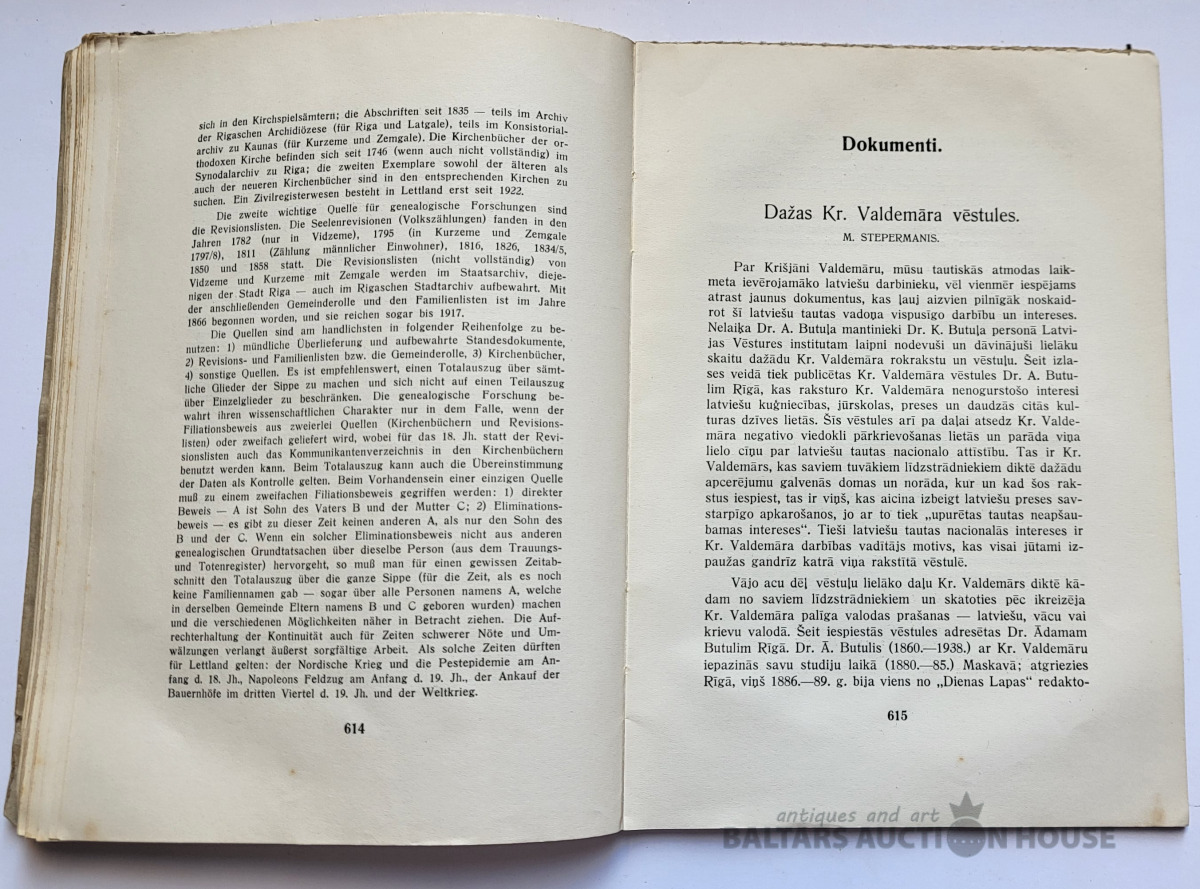 sich in den Kirchspielsämtern; die Abschriften seit 1835 — teils im Archiv
der Rigaschen Archidiözese (für Riga und Latgale), teils im Konsistorial-
archiv zu Kaunas (für Kurzeme und Zemgale). Die Kirchenbücher der or-
thodoxen Kirche befinden sich seit 1746 (wenn auch nicht vollständig) im
Synodalarchiv zu Riga; die zweiten Exemplare sowohl der älteren als
auch der neueren Kirchenbücher sind in den entsprechenden Kirchen zu
suchen. Ein Zivilregisterwesen besteht in Lettland erst seit 1922.
Die zweite wichtige Quelle für genealogische Forschungen sind
die Revisionslisten. Die Seelenrevisionen (Volkszählungen) fanden in den
Jahren 1782 (nur in Vidzeme), 1795 (in Kurzeme und Zemgale
1797/8), 1811 (Zählung männlicher Einwohner), 1816, 1826, 1834/5,
1850 und 1858 statt. Die Revisionslisten (nicht vollständig) von
Vidzeme und Kurzeme mit Zemgale werden im Staatsarchiv, dieje-
nigen der Stadt Riga — auch im Rigaschen Stadtarchiv aufbewahrt. Mit
der anschließenden Gemeinderolle und den Familienlisten ist im Jahre
1866 begonnen worden, und sie reichen sogar bis 1917.
Die Quellen sind am handlichsten in folgender Reihenfolge zu be-
nutzen: 1) mündliche Überlieferung und aufbewahrte Standesdokumente,
2) Revisions- und Familienlisten bzw. die Gemeinderolle, 3) Kirchenbücher,
4) sonstige Quellen. Es ist empfehlenswert, einen Totalauszug über sämt-
liche Glieder der Sippe zu machen und sich nicht auf einen Teilauszug
über Einzelglieder zu beschränken. Die genealogische Forschung be-
wahrt ihren wissenschaftlichen Charakter nur in dem Falle, wenn der
Filiationsbeweis aus zweierlei Quellen (Kirchenbüchern und Revisions-
listen) oder zweifach geliefert wird, wobei für das 18. Jh. statt der Revi-
sionslisten auch das Kommunikantenverzeichnis in den Kirchenbüchern
benutzt werden kann. Beim Totalauszug kann auch die Übereinstimmung
der Daten als Kontrolle gelten. Beim Vorhandensein einer einzigen Quelle
muß zu einem zweifachen Filiationsbeweis gegriffen werden: 1) direkter
Beweis — A ist Sohn des Vaters B und der Mutter C; 2) Eliminations-
beweis — es gibt zu dieser Zeit keinen anderen A, als nur den Sohn des
B und der C. Wenn ein solcher Eliminationsbeweis nicht aus anderen
genealogischen Grundtatsachen über dieselbe Person (aus dem Trauungs-
und Totenregister) hervorgeht, so muß man für einen gewissen Zeitab-
schnitt den Totalauszug über die ganze Sippe (für die Zeit, als es noch
keine Familennamen gab — sogar über alle Personen namens A, welche
in derselben Gemeinde Eltern namens B und C geboren wurden) machen
und die verschiedenen Möglichkeiten näher in Betracht ziehen. Die Auf-
rechterhaltung der Kontinuität auch für Zeiten schwerer Nöte und Um-
wälzungen verlangt äußerst sorgfältige Arbeit. Als solche Zeiten dürften
für Lettland gelten: der Nordische Krieg und die Pestepidemie am An-
fang d. 18. Jh., Napoleons Feldzug am Anfang d. 19. Jh., der Ankauf der
Bauernhöfe im dritten Viertel d. 19. Jh. und der Weltkrieg.
614
Dokumenti.
Dažas Kr. Valdemāra vēstules.
M. STEPERMANIS.
Par Krišjāni Valdemāru, mūsu tautiskās atmodas laik-
meta ievērojamāko latviešu darbinieku, vēl vienmēr iespējams
atrast jaunus dokumentus, kas ļauj aizvien pilnīgāk noskaid-
rot šī latviešu tautas vadoņa vispusīgo darbību un intereses.
Nelaiķa Dr. A. Butuļa mantinieki Dr. K. Butuļa personā Latvi-
jas Vēstures institutam laipni nodevuši un dāvinājuši lielāku
skaitu dažādu Kr. Valdemāra rokrakstu un vēstuļu. Šeit izla-
ses veidā tiek publicētas Kr. Valdemāra vēstules Dr. A. Butu-
lim Rīgā, kas raksturo Kr. Valdemāra nenogurstošo interesi
latviešu kuģniecības, jūrskolas, preses un daudzās citās kul-
turas dzīves lietās. Šīs vēstules arī pa daļai atsedz Kr. Valde-
māra negativo viedokli pārkrievošanas lietās un parāda viņa
lielo cīņu par latviešu tautas nacionalo attīstību. Tas ir Kr.
Valdemārs, kas saviem tuvākiem līdzstrādniekiem diktē dažādu
apcerējumu galvenās domas un norāda, kur un kad šos rak-
stus iespiest, tas ir viņš, kas aicina izbeigt latviešu preses sav-
starpīgo apkarošanos, jo ar to tiek „upurētas tautas neapšau-
bamas intereses“. Tieši latviešu tautas nacionalās intereses ir
Kr. Valdemāra darbības vadītājs motivs, kas visai jūtami iz-
paužas gandrīz katrā viņa rakstītā vēstulē.
Vājo acu dēļ vēstuļu lielāko daļu Kr. Valdemārs diktē kā-
dam no saviem līdzstrādniekiem un skatoties pēc ikreizēja
Kr. Valdemāra palīga valodas prašanas — latviešu, vācu vai
krievu valodā. Šeit iespiestās vēstules adresētas Dr. Ādamam
Butulim Rīgā. Dr. Ā. Butulis (1860.—1938.) ar Kr. Valdemāru
iepazinās savu studiju laikā (1880.—85.) Maskavā; atgriezies
Rīgā, viņš 1886.—89. g. bija viens no „Dienas Lapas“ redakto-
615
antiques and art
BALTARS AUCTION HOUSE